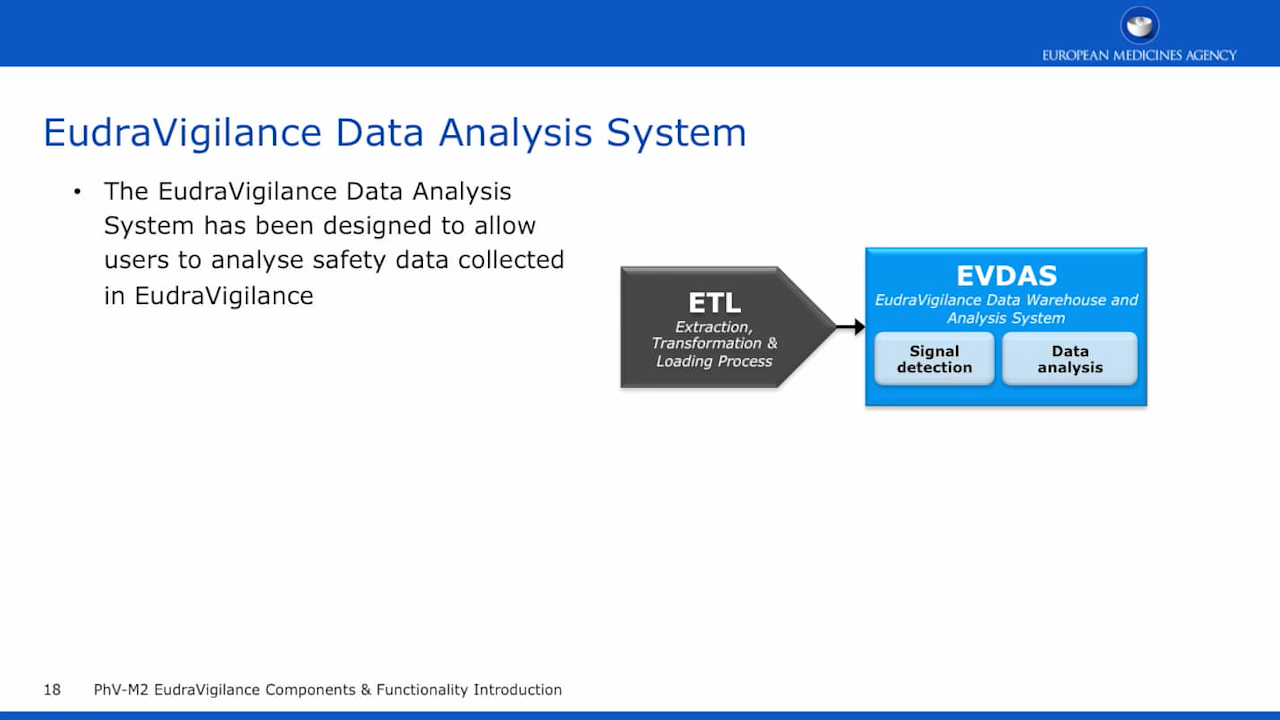 EUROPEAN MEDICINES AGENCY
EudraVigilance Data Analysis System
• The EudraVigilance Data Analysis
System has been designed to allow
users to analyse safety data collected
in EudraVigilance
ETL
Extraction,
Transformation &
Loading Process
EVDAS
EudraVigilance Data Warehouse and
Analysis System
Signal
detection
Data
analysis
18 PhV-M2 EudraVigilance Components & Functionality Introduction